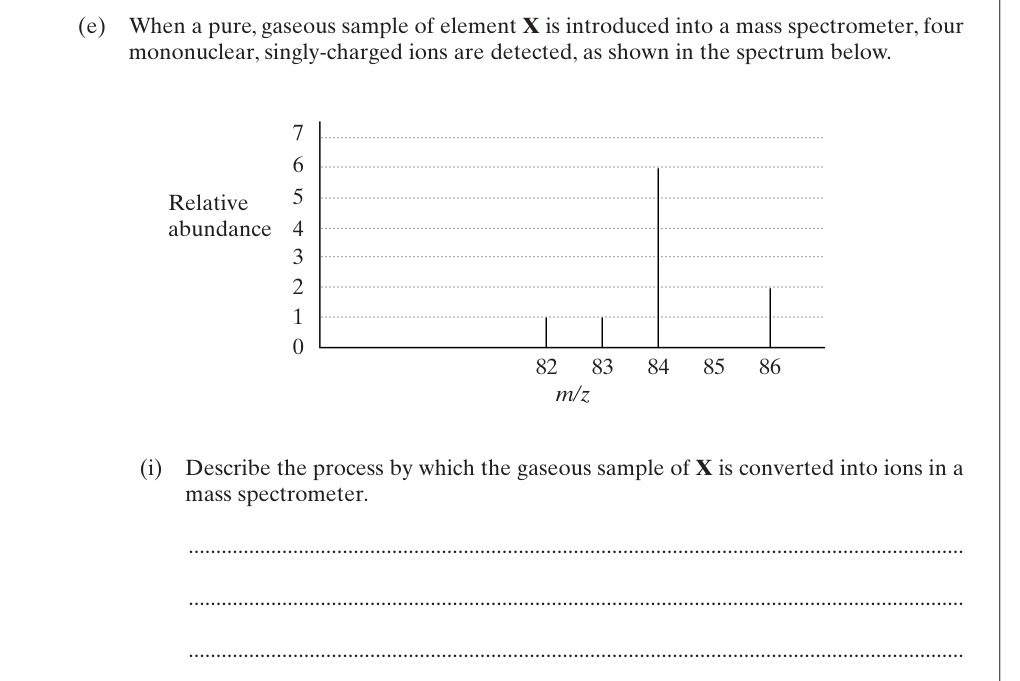 (e) When a pure, gaseous sample of element X is introduced into a mass spectrometer, four
mononuclear, singly-charged ions are detected, as shown in the spectrum below.
7
6
5
4
3
2
1
0
Relative
abundance
82 83 84 85 86
m/z
(i) Describe the process by which the gaseous sample of X is converted into ions in a
mass spectrometer.